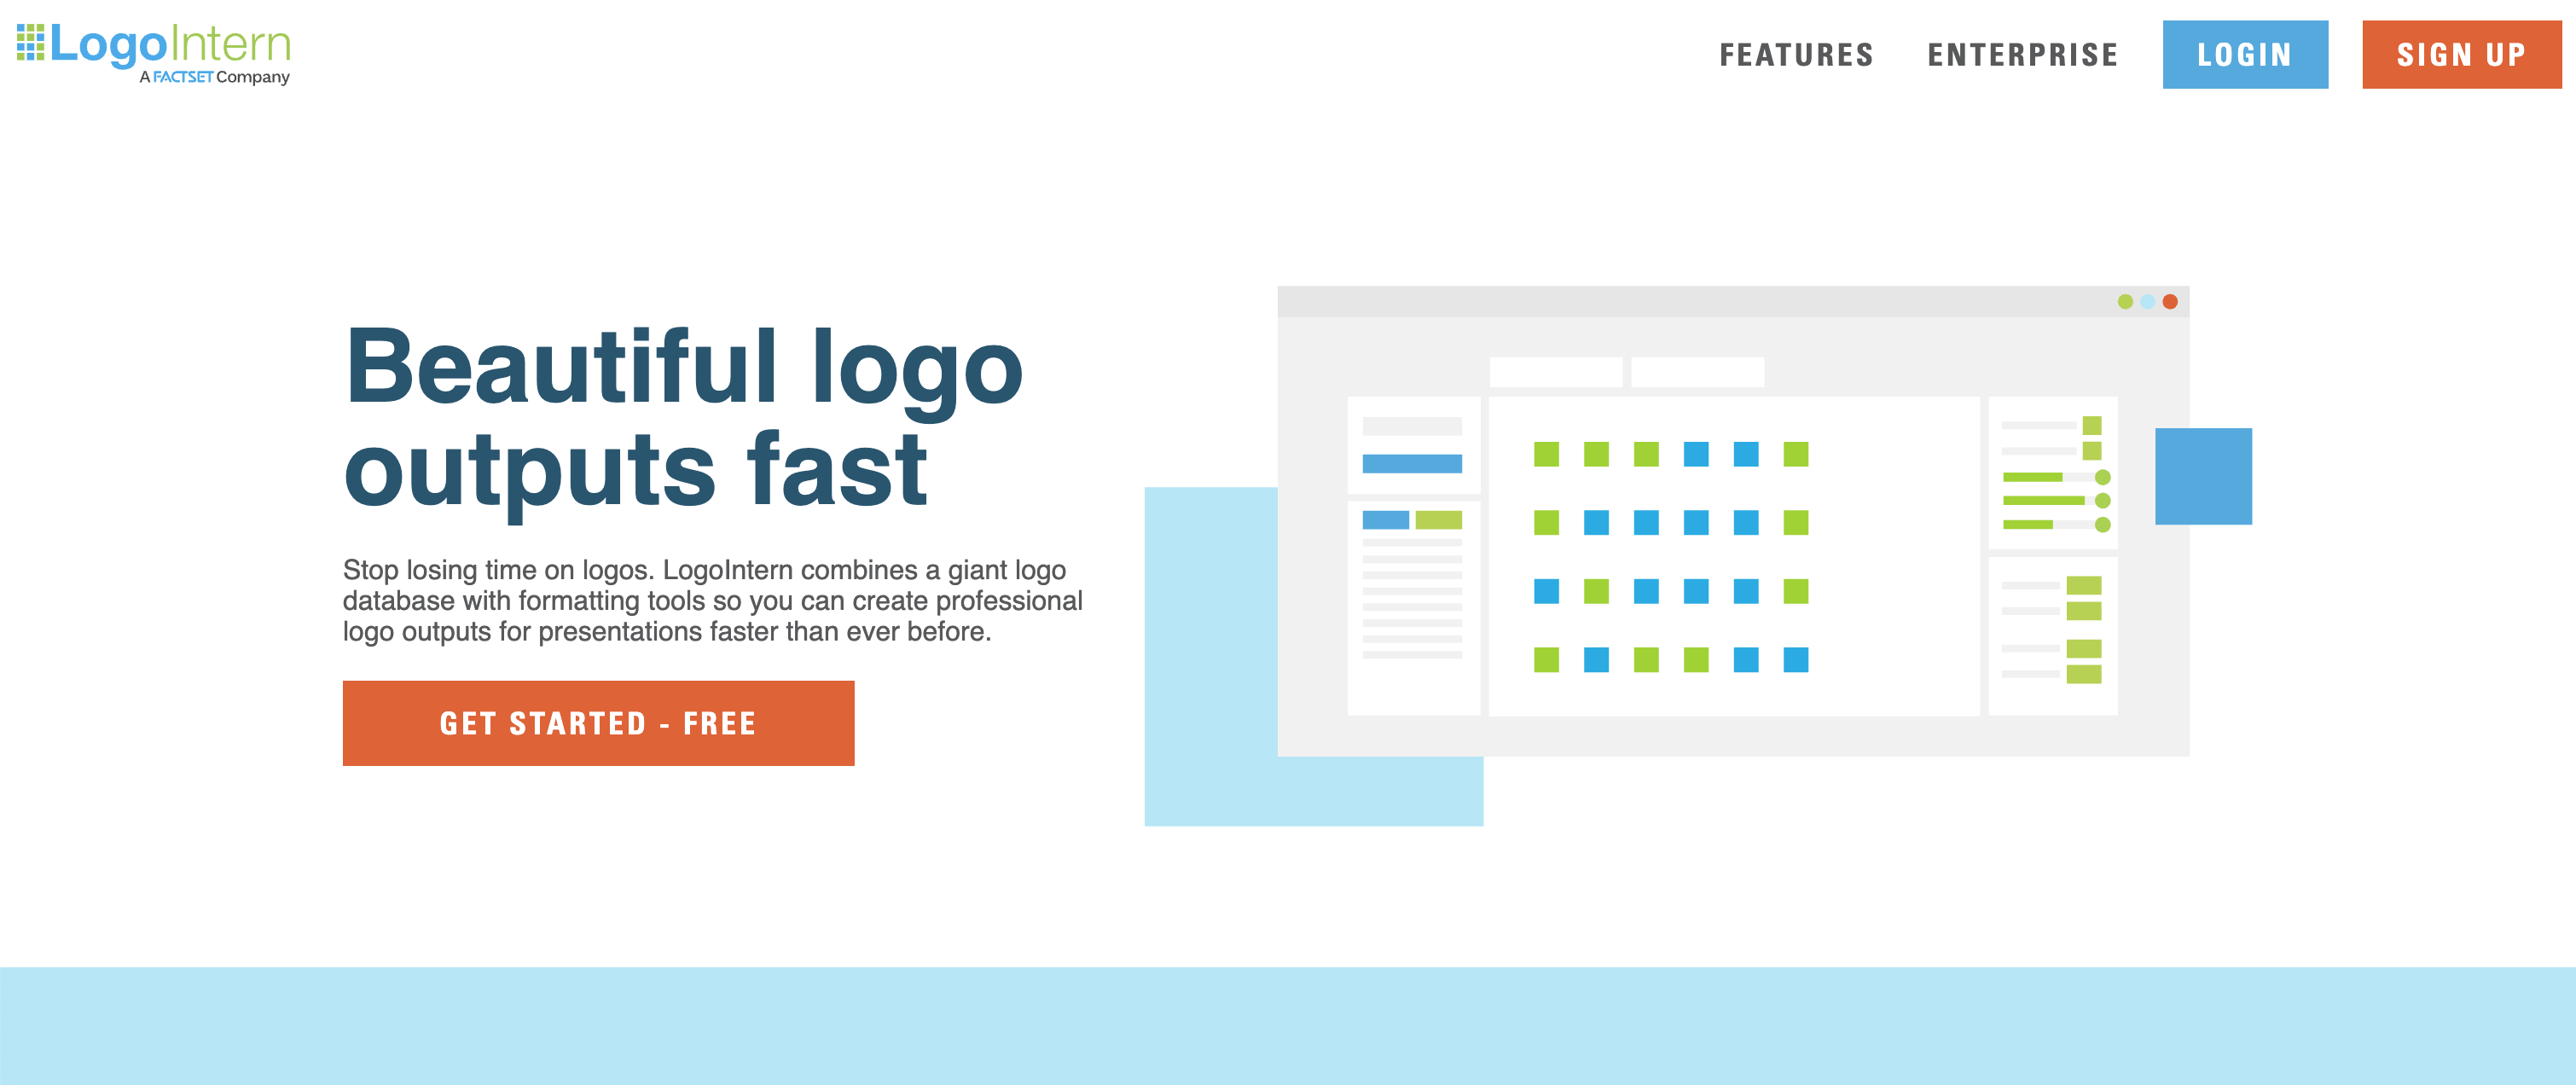 LogoIntern
A FACTSET Company
FEATURES ENTERPRISE LOGIN SIGN UP
Beautiful logo
outputs fast
Stop losing time on logos. LogoIntern combines a giant logo
database with formatting tools so you can create professional
logo outputs for presentations faster than ever before.
GET STARTED - FREE